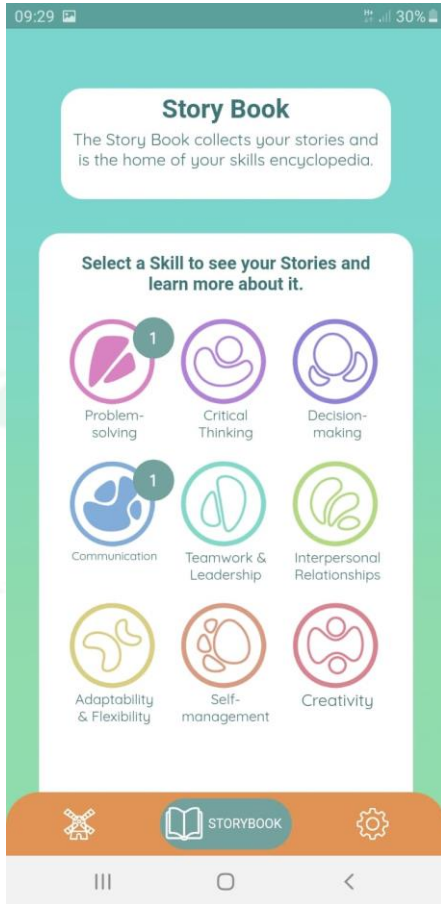 09:29
30%
Story Book
The Story Book collects your stories and
is the home of your skills encyclopedia.
Select a Skill to see your Stories and
learn more about it.
1
Problem-
solving
Critical
Thinking
Decision-
making
1
Communication
Teamwork &
Leadership
Interpersonal
Relationships
Adaptability
& Flexibility
Self-
management
Creativity
STORYBOOK